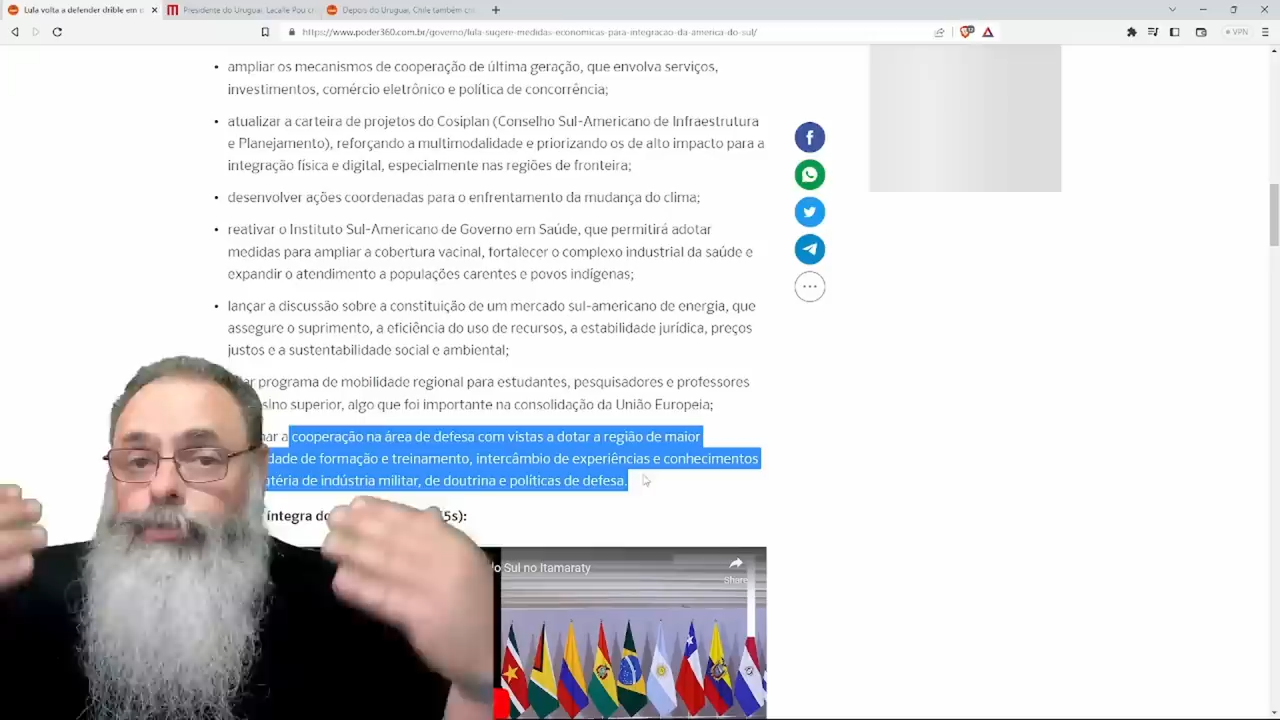 Lula volta a defender drible em o
Presidente do Uruguai, Lacalle Pou cr
Depois do Uruguai, Chile também cr
VPN
https://www.poder360.com.br/governo/lula-sugere-medidas-economicas-para-integracao-da-america-do-sul/
• ampliar os mecanismos de cooperação de última geração, que envolva serviços,
investimentos, comércio eletrônico e política de concorrência;
• atualizar a carteira de projetos do Cosiplan (Conselho Sul-Americano de Infraestrutura
e Planejamento), reforçando a multimodalidade e priorizando os de alto impacto para a
integração física e digital, especialmente nas regiões de fronteira;
• desenvolver ações coordenadas para o enfrentamento da mudança do clima;
• reativar o Instituto Sul-Americano de Governo em Saúde, que permitirá adotar
medidas para ampliar a cobertura vacinal, fortalecer o complexo industrial da saúde e
expandir o atendimento a populações carentes e povos indígenas;
• lançar a discussão sobre a constituição de um mercado sul-americano de energia, que
assegure o suprimento, a eficiência do uso de recursos, a estabilidade jurídica, preços
justos e a sustentabilidade social e ambiental;
programa de mobilidade regional para estudantes, pesquisadores e professores
sino superior, algo que foi importante na consolidação da União Europeia;
a cooperação na área de defesa com vistas a dotar a região de maior
dade de formação e treinamento, intercâmbio de experiências e conhecimentos
téria de indústria militar, de doutrina e políticas de defesa.
íntegra do 5s):
o Sul no Itamaraty
Share